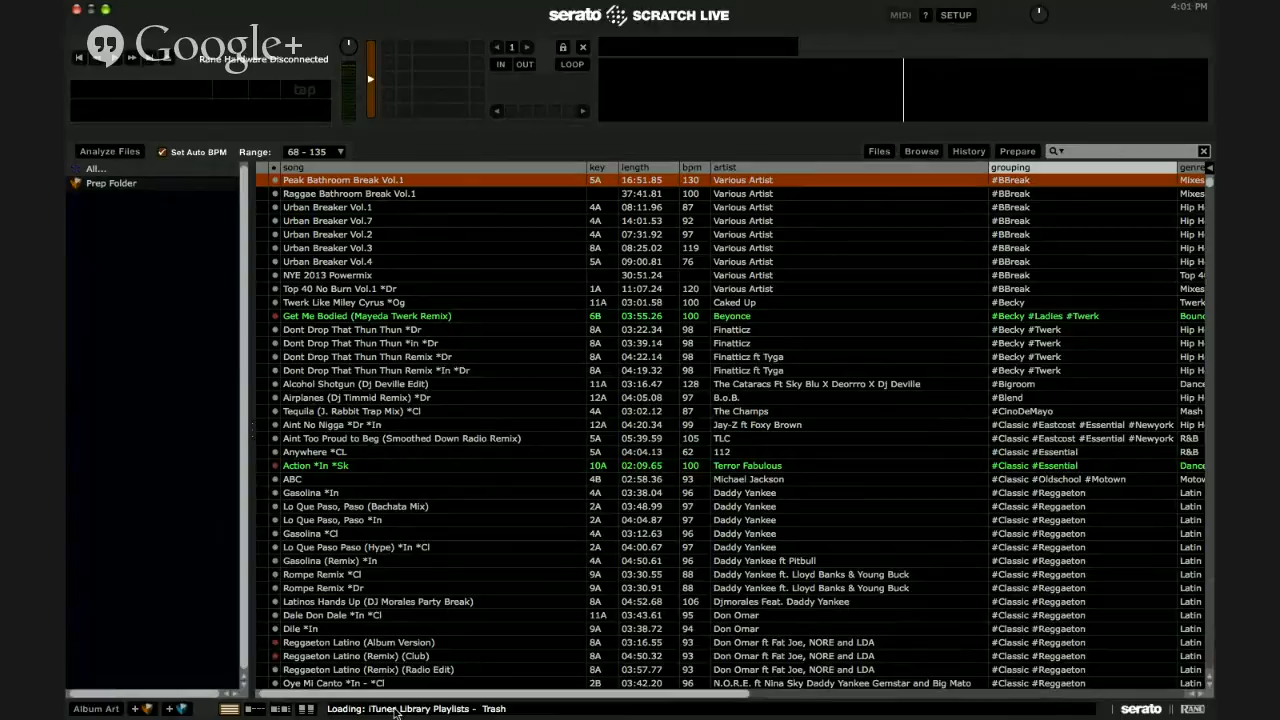 4:01 PM
serato SCRATCH LIVE
MIDI ? SETUP
Google+
Rane Hardware Disconnected
1
IN OUT LOOP
tap
Analyze Files Set Auto BPM Range: 68 - 135 Files Browse History Prepare
All...
Prep Folder
song key length bpm artist grouping genre
Peak Bathroom Break Vol.1 5A 16:51.85 130 Various Artist #BBreak Mixes
Raggae Bathroom Break Vol.1 37:41.81 100 Various Artist #BBreak Mixes
Urban Breaker Vol.1 4A 08:11.96 87 Various Artist #BBreak Hip H
Urban Breaker Vol.7 4A 14:01.53 92 Various Artist #BBreak Hip H
Urban Breaker Vol.2 4A 07:31.92 97 Various Artist #BBreak Hip H
Urban Breaker Vol.3 8A 08:25.02 119 Various Artist #BBreak Hip H
Urban Breaker Vol.4 5A 09:00.81 76 Various Artist #BBreak Hip H
NYE 2013 Powermix 30:51.24 Various Artist #BBreak Top 4
Top 40 No Burn Vol.1 *Dr 1A 11:07.24 120 Various Artist #BBreak Mixes
Twerk Like Miley Cyrus *Og 11A 03:01.58 100 Caked Up #Becky Twerk
Get Me Bodled (Mayeda Twerk Remix) 6B 03:55.26 100 Beyonce #Becky #Ladies #Twerk Boun
Dont Drop That Thun Thun *Dr 8A 03:22.34 98 Finatticz #Becky #Twerk Hip H
Dont Drop That Thun Thun *in *Dr 8A 03:39.14 98 Finatticz #Becky #Twerk Hip H
Dont Drop That Thun Thun Remix *Dr 8A 04:22.14 98 Finatticz ft Tyga #Becky #Twerk Hip H
Dont Drop That Thun Thun Remix *In *Dr 8A 04:19.32 98 Finatticz ft Tyga #Becky #Twerk Hip H
Alcohol Shotgun (Dj Deville Edit) 11A 03:16.47 128 The Cataracs Ft Sky Blu X Deorrro X Dj Deville #Bigroom Dance
Airplanes (Dj Timmid Remix) *Dr 12A 04:05.08 97 B.o.B. #Blend Hip H
Tequila (J. Rabbit Trap Mix) *Cl 4A 03:02.12 87 The Champs #CinoDeMayo Mash
Aint No Nigga *Dr *In 12A 04:20.34 99 Jay-Z ft Foxy Brown #Classic #Eastcost #Essential #Newyork Hip H
Aint Too Proud to Beg (Smoothed Down Radio Remix) 5A 05:39.59 105 TLC #Classic #Essential R&B
Anywhere *CL 5A 04:04.13 62 112 #Classic #Essential R&B
Action *In *Sk 10A 02:09.65 100 Terror Fabulous #Classic #Essential Dance
ABC 4B 02:58.36 93 Michael Jackson #Classic #Oldschool #Motown Motow
Gasolina *In 4A 03:38.04 96 Daddy Yankee #Classic #Reggaeton Latin
Lo Que Paso, Paso (Bachata Mix) 2A 03:48.99 97 Daddy Yankee #Classic #Reggaeton Latin
Lo Que Paso, Paso *In 2A 04:04.87 97 Daddy Yankee #Classic #Reggaeton Latin
Gasolina *Cl 4A 03:12.63 96 Daddy Yankee #Classic #Reggaeton Latin
Lo Que Paso Paso (Hype) *In *Cl 2A 04:00.67 97 Daddy Yankee #Classic #Reggaeton Latin
Gasolina (Remix) *In 4A 04:50.61 96 Daddy Yankee ft Pitbull #Classic #Reggaeton Latin
Rompe Remix *Cl 9A 03:30.55 88 Daddy Yankee ft. Lloyd Banks & Young Buck #Classic #Reggaeton Latin
Rompe Remix *Dr 9A 03:30.91 88 Daddy Yankee ft. Lloyd Banks & Young Buck #Classic #Reggaeton Latin
Latinos Hands Up (DJ Morales Party Break) 8A 04:52.68 106 Djmorales Feat. Daddy Yankee #Classic #Reggaeton Latin
Dale Don Dale *In *Cl 11A 03:43.61 95 Don Omar #Classic #Reggaeton Latin
Dile *In 9A 03:38.72 94 Don Omar #Classic #Reggaeton Latin
Reggaeton Latino (Album Version) 8A 03:16.55 93 Don Omar ft Fat Joe, NORE and LDA #Classic #Reggaeton Latin
Reggaeton Latino (Remix) (Club) 8A 04:50.32 93 Don Omar ft Fat Joe, NORE and LDA #Classic #Reggaeton Latin
Reggaeton Latino (Remix) (Radio Edit) 8A 03:57.77 93 Don Omar ft Fat Joe, NORE and LDA #Classic #Reggaeton Latin
Oye Mi Canto *In - *Cl 2B 03:42.20 96 N.O.R.E. ft Nina Sky Daddy Yankee Gemstar and Big Mato #Classic #Reggaeton Latin
Album Art Loading: iTunes Library Playlists - Trash serato RANE